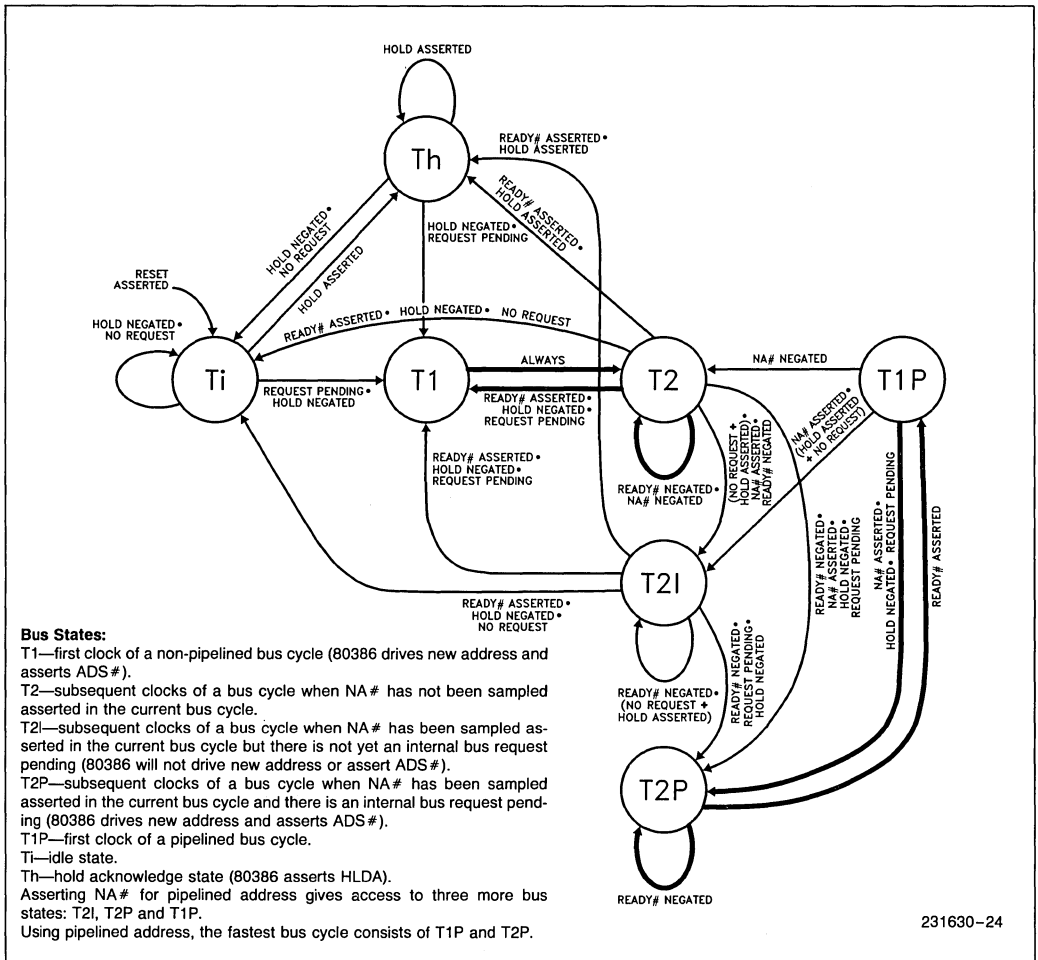 HOLD ASSERTED
Th
READY# ASSERTED•
HOLD ASSERTED
READY# ASSERTED•
HOLD ASSERTED
HOLD NEGATED•
NO REQUEST
HOLD ASSERTED
HOLD NEGATED•
REQUEST PENDING
RESET
ASSERTED
HOLD NEGATED•
NO REQUEST
READY# ASSERTED• HOLD NEGATED• NO REQUEST
Ti
REQUEST PENDING•
HOLD NEGATED
T1
ALWAYS
READY# ASSERTED•
HOLD NEGATED•
REQUEST PENDING
T2
NA# NEGATED
T1P
READY# ASSERTED•
HOLD NEGATED•
REQUEST PENDING
READY# NEGATED•
NA# NEGATED
(NO REQUEST +
HOLD ASSERTED)•
NA# ASSERTED•
READY# NEGATED
NA# ASSERTED•
(HOLD ASSERTED
+ NO REQUEST)
READY# NEGATED•
NA# ASSERTED•
HOLD NEGATED•
REQUEST PENDING
NA# ASSERTED•
HOLD NEGATED• REQUEST PENDING
READY# ASSERTED
T2I
READY# ASSERTED•
HOLD NEGATED•
NO REQUEST
READY# NEGATED•
(NO REQUEST +
HOLD ASSERTED)
READY# NEGATED•
REQUEST PENDING•
HOLD NEGATED
T2P
READY# NEGATED
Bus States:
T1—first clock of a non-pipelined bus cycle (80386 drives new address and
asserts ADS#).
T2—subsequent clocks of a bus cycle when NA# has not been sampled
asserted in the current bus cycle.
T2I—subsequent clocks of a bus cycle when NA# has been sampled as-
serted in the current bus cycle but there is not yet an internal bus request
pending (80386 will not drive new address or assert ADS#).
T2P—subsequent clocks of a bus cycle when NA# has been sampled
asserted in the current bus cycle and there is an internal bus request pend-
ing (80386 drives new address and asserts ADS#).
T1P—first clock of a pipelined bus cycle.
Ti—idle state.
Th—hold acknowledge state (80386 asserts HLDA).
Asserting NA# for pipelined address gives access to three more bus
states: T2I, T2P and T1P.
Using pipelined address, the fastest bus cycle consists of T1P and T2P.
231630-24